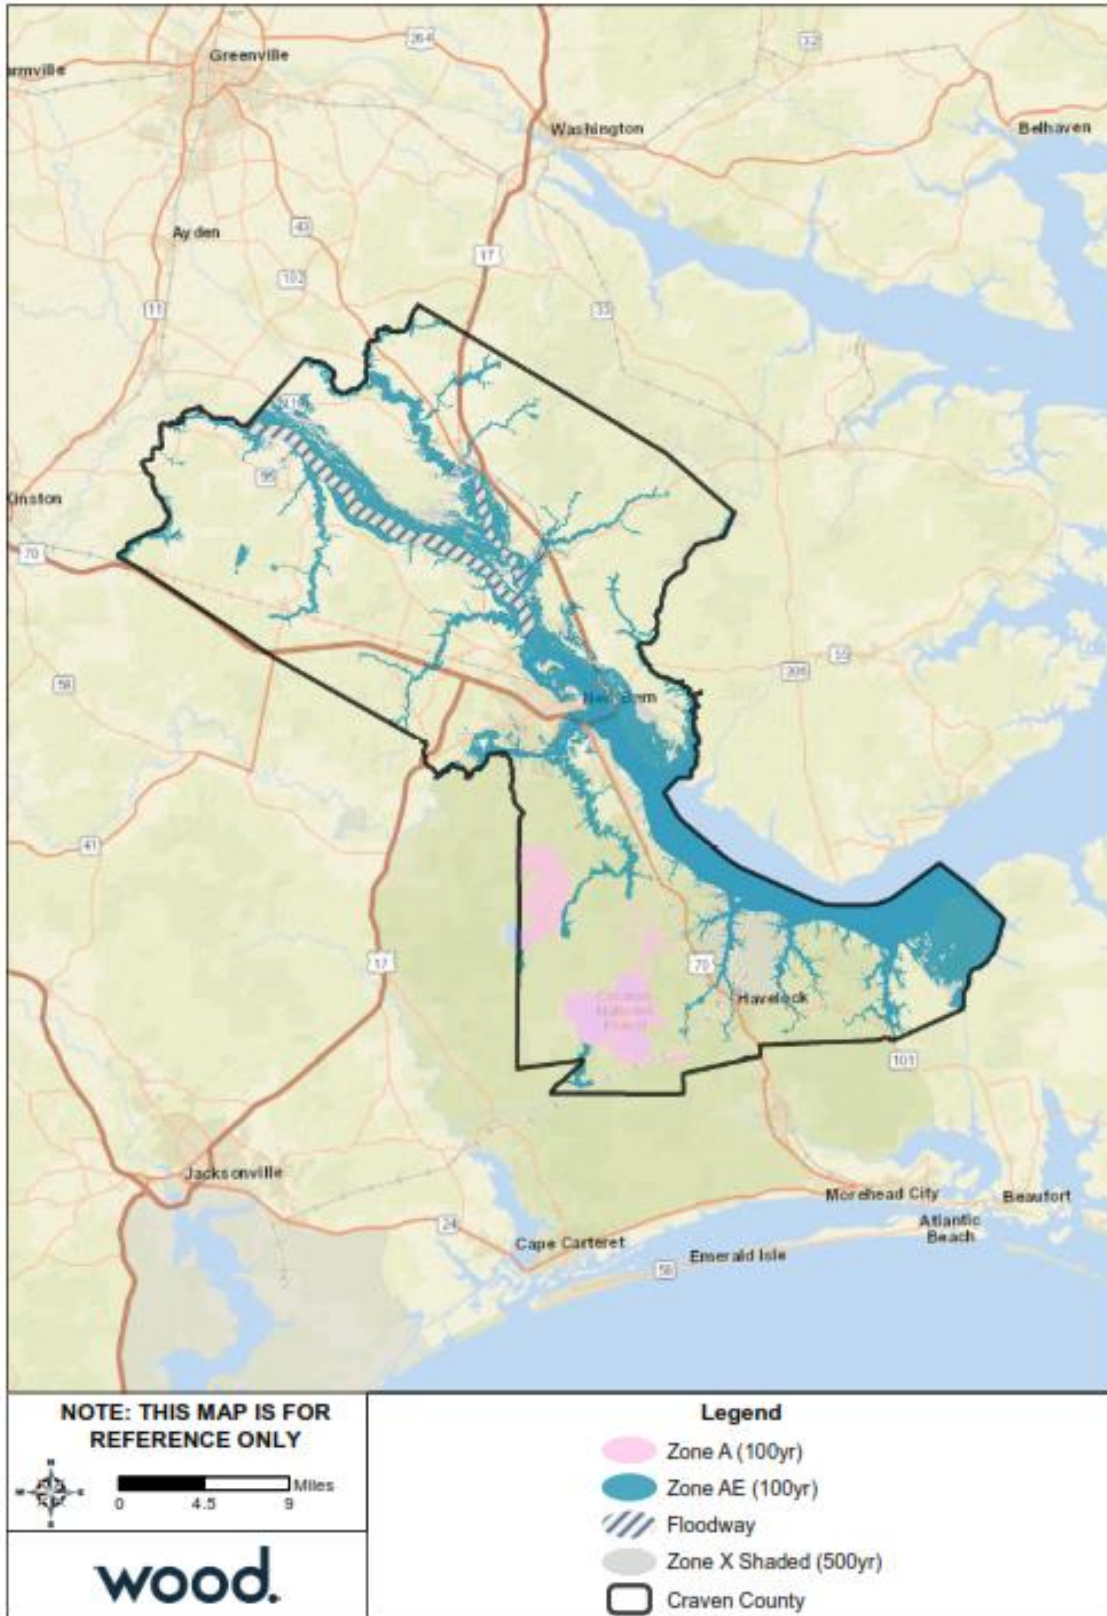 264
32
Greenville
Washington
Belhaven
Ayden
43
17
102
11
33
Kinston
70
55
306
58
41
17
70
Havelock
101
Jacksonville
Morehead City
Beaufort
Atlantic
Beach
24
Cape Carteret
Emerald Isle
58
NOTE: THIS MAP IS FOR
REFERENCE ONLY
N
W E
S
Miles
0 4.5 9
wood.
Legend
Zone A (100yr)
Zone AE (100yr)
Floodway
Zone X Shaded (500yr)
Craven County